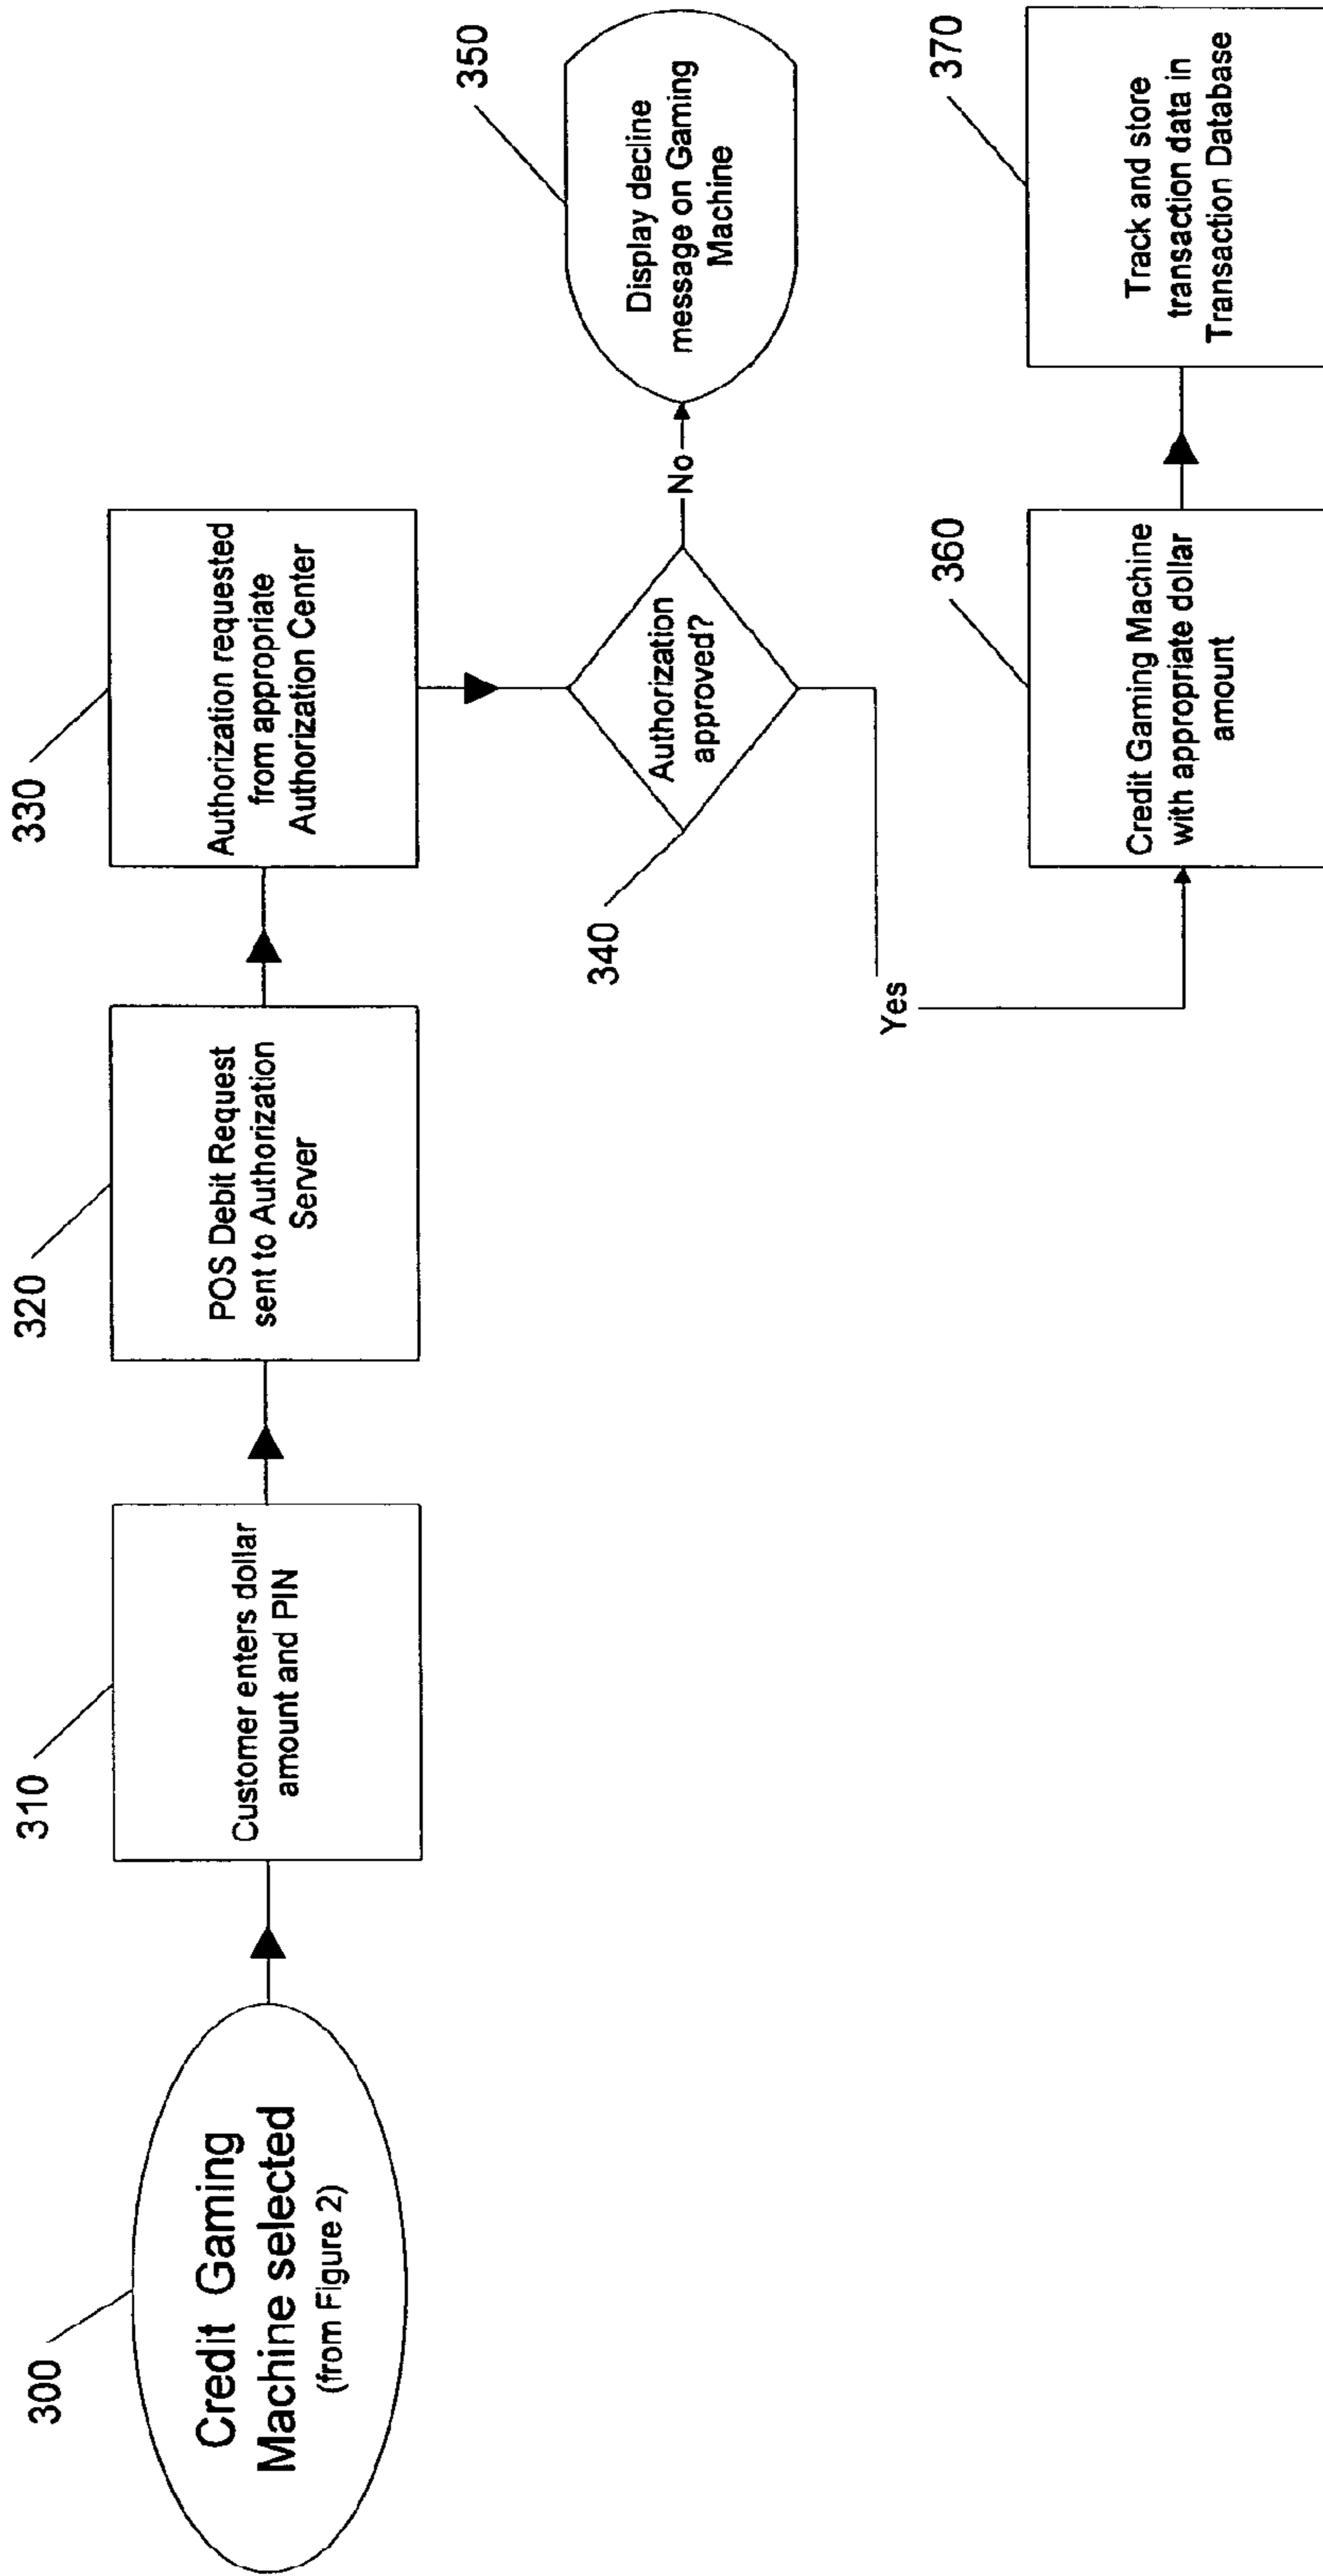 300
Credit Gaming
Machine selected
(from Figure 2)
310
Customer enters dollar
amount and PIN
320
POS Debit Request
sent to Authorization
Server
330
Authorization requested
from appropriate
Authorization Center
340
Authorization
approved?
No
350
Display decline
message on Gaming
Machine
Yes
360
Credit Gaming Machine
with appropriate dollar
amount
370
Track and store
transaction data in
Transaction Database